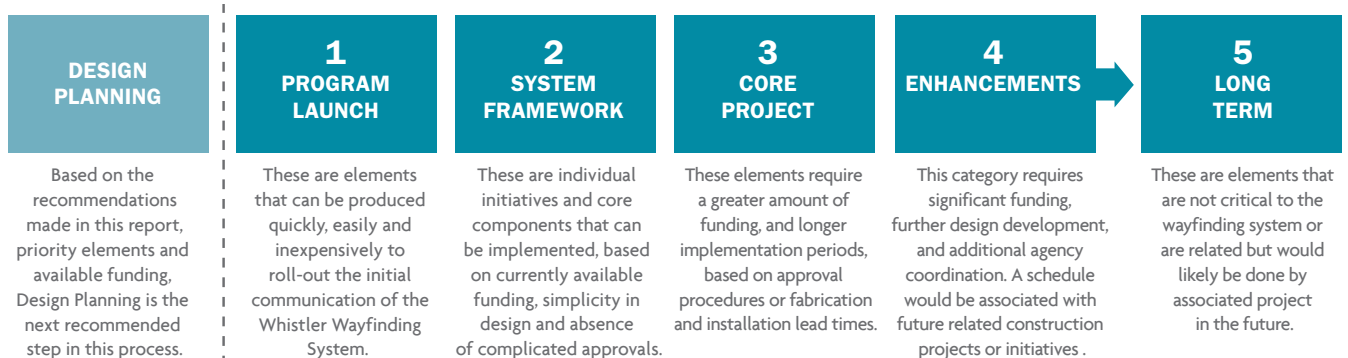 DESIGN
PLANNING
Based on the
recommendations
made in this report,
priority elements and
available funding,
Design Planning is the
next recommended
step in this process.
1
PROGRAM
LAUNCH
These are elements
that can be produced
quickly, easily and
inexpensively to
roll-out the initial
communication of the
Whistler Wayfinding
System.
2
SYSTEM
FRAMEWORK
These are individual
initiatives and core
components that can
be implemented, based
on currently available
funding, simplicity in
design and absence
of complicated approvals.
3
CORE
PROJECT
These elements require
a greater amount of
funding, and longer
implementation periods,
based on approval
procedures or fabrication
and installation lead times.
4
ENHANCEMENTS
This category requires
significant funding,
further design development,
and additional agency
coordination. A schedule
would be associated with
future related construction
projects or initiatives .
5
LONG
TERM
These are elements that
are not critical to the
wayfinding system or
are related but would
likely be done by
associated project
in the future.